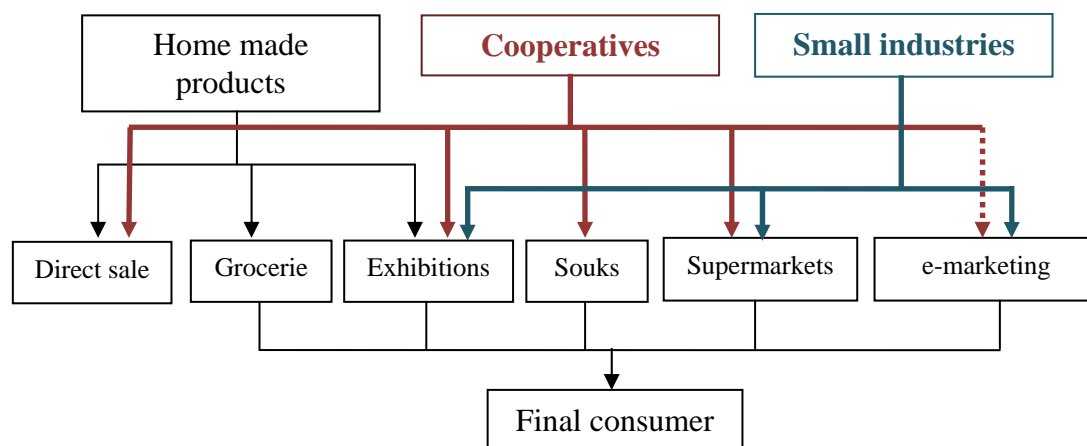 Home made
products
Cooperatives
Small industries
Direct sale
Grocerie
Exhibitions
Souks
Supermarkets
e-marketing
Final consumer